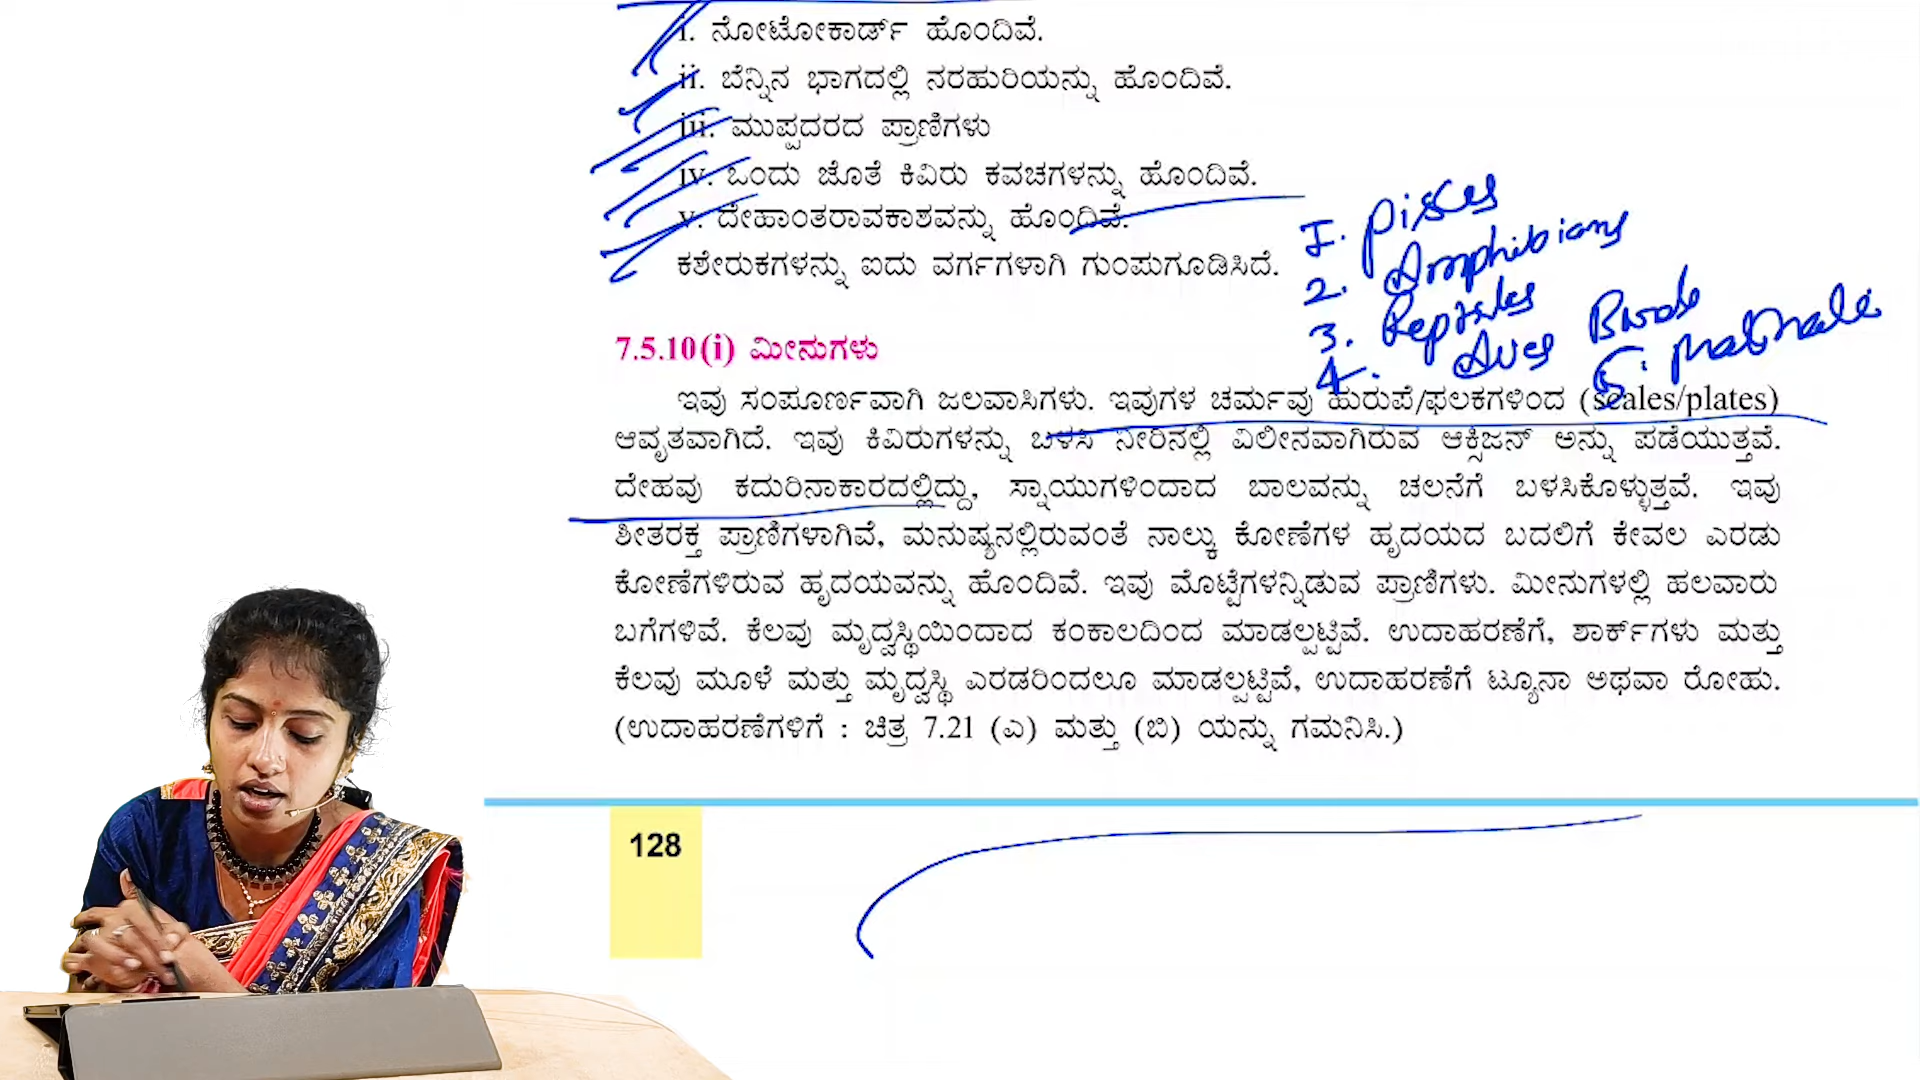 i. ನೋಟೋಕಾರ್ಡ್ ಹೊಂದಿವೆ.
ii. ಬೆನ್ನಿನ ಭಾಗದಲ್ಲಿ ನರಹುರಿಯನ್ನು ಹೊಂದಿವೆ.
iii. ಮುಪ್ಪದರದ ಪ್ರಾಣಿಗಳು
iv. ಒಂದು ಜೊತೆ ಕಿವಿರು ಕವಚಗಳನ್ನು ಹೊಂದಿವೆ.
v. ದೇಹಾಂತರಾವಕಾಶವನ್ನು ಹೊಂದಿವೆ.
ಕಶೇರುಕಗಳನ್ನು ಐದು ವರ್ಗಗಳಾಗಿ ಗುಂಪುಗೂಡಿಸಿದೆ.
1. Pisces
2. Amphibians
3. Reptiles
4. Aves Birds
5.
7.5.10(i) ಮೀನುಗಳು
ಇವು ಸಂಪೂರ್ಣವಾಗಿ ಜಲವಾಸಿಗಳು. ಇವುಗಳ ಚರ್ಮವು ಹುರುಪೆ/ಫಲಕಗಳಿಂದ (scales/plates)
ಆವೃತವಾಗಿದೆ. ಇವು ಕಿವಿರುಗಳನ್ನು ಬಳಸಿ ನೀರಿನಲ್ಲಿ ವಿಲೀನವಾಗಿರುವ ಆಕ್ಸಿಜನ್ ಅನ್ನು ಪಡೆಯುತ್ತವೆ.
ದೇಹವು ಕದುರಿನಾಕಾರದಲ್ಲಿದ್ದು, ಸ್ನಾಯುಗಳಿಂದಾದ ಬಾಲವನ್ನು ಚಲನೆಗೆ ಬಳಸಿಕೊಳ್ಳುತ್ತವೆ. ಇವು
ಶೀತರಕ್ತ ಪ್ರಾಣಿಗಳಾಗಿವೆ, ಮನುಷ್ಯನಲ್ಲಿರುವಂತೆ ನಾಲ್ಕು ಕೋಣೆಗಳ ಹೃದಯದ ಬದಲಿಗೆ ಕೇವಲ ಎರಡು
ಕೋಣೆಗಳಿರುವ ಹೃದಯವನ್ನು ಹೊಂದಿವೆ. ಇವು ಮೊಟ್ಟೆಗಳನ್ನಿಡುವ ಪ್ರಾಣಿಗಳು. ಮೀನುಗಳಲ್ಲಿ ಹಲವಾರು
ಬಗೆಗಳಿವೆ. ಕೆಲವು ಮೃದ್ವಸ್ಥಿಯಿಂದಾದ ಕಂಕಾಲದಿಂದ ಮಾಡಲ್ಪಟ್ಟಿವೆ. ಉದಾಹರಣೆಗೆ, ಶಾರ್ಕ್‌ಗಳು ಮತ್ತು
ಕೆಲವು ಮೂಳೆ ಮತ್ತು ಮೃದ್ವಸ್ಥಿ ಎರಡರಿಂದಲೂ ಮಾಡಲ್ಪಟ್ಟಿವೆ, ಉದಾಹರಣೆಗೆ ಟ್ಯೂನಾ ಅಥವಾ ರೋಹು.
(ಉದಾಹರಣೆಗಳಿಗೆ : ಚಿತ್ರ 7.21 (ಎ) ಮತ್ತು (ಬಿ) ಯನ್ನು ಗಮನಿಸಿ.)
128